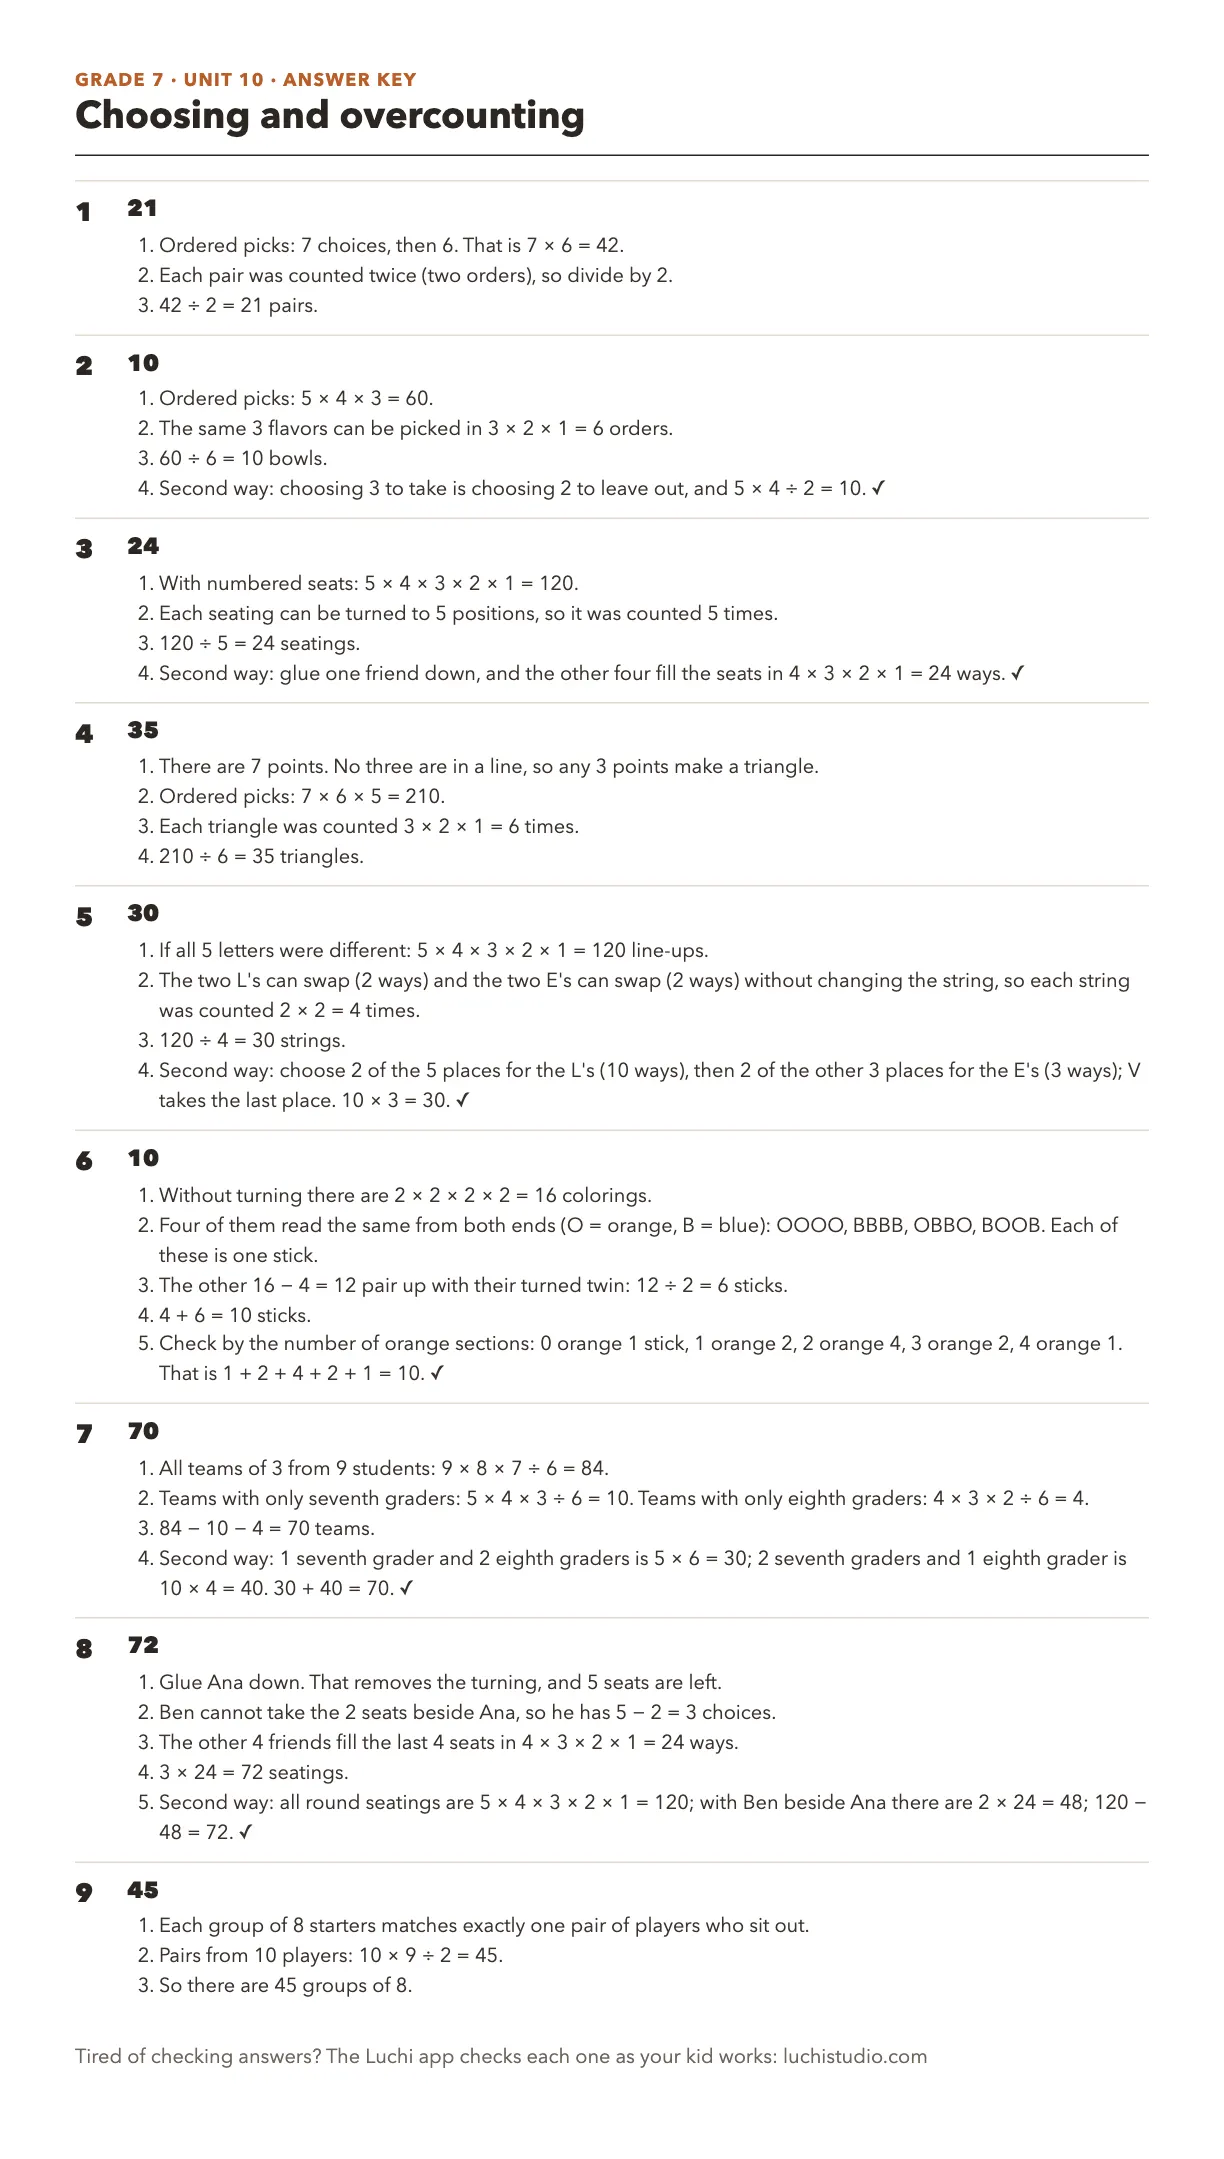 GRADE 7 · UNIT 10 · ANSWER KEY
Choosing and overcounting
1 21
1. Ordered picks: 7 choices, then 6. That is 7 × 6 = 42.
2. Each pair was counted twice (two orders), so divide by 2.
3. 42 ÷ 2 = 21 pairs.
2 10
1. Ordered picks: 5 × 4 × 3 = 60.
2. The same 3 flavors can be picked in 3 × 2 × 1 = 6 orders.
3. 60 ÷ 6 = 10 bowls.
4. Second way: choosing 3 to take is choosing 2 to leave out, and 5 × 4 ÷ 2 = 10. ✓
3 24
1. With numbered seats: 5 × 4 × 3 × 2 × 1 = 120.
2. Each seating can be turned to 5 positions, so it was counted 5 times.
3. 120 ÷ 5 = 24 seatings.
4. Second way: glue one friend down, and the other four fill the seats in 4 × 3 × 2 × 1 = 24 ways. ✓
4 35
1. There are 7 points. No three are in a line, so any 3 points make a triangle.
2. Ordered picks: 7 × 6 × 5 = 210.
3. Each triangle was counted 3 × 2 × 1 = 6 times.
4. 210 ÷ 6 = 35 triangles.
5 30
1. If all 5 letters were different: 5 × 4 × 3 × 2 × 1 = 120 line-ups.
2. The two L's can swap (2 ways) and the two E's can swap (2 ways) without changing the string, so each string
was counted 2 × 2 = 4 times.
3. 120 ÷ 4 = 30 strings.
4. Second way: choose 2 of the 5 places for the L's (10 ways), then 2 of the other 3 places for the E's (3 ways); V
takes the last place. 10 × 3 = 30. ✓
6 10
1. Without turning there are 2 × 2 × 2 × 2 = 16 colorings.
2. Four of them read the same from both ends (O = orange, B = blue): OOOO, BBBB, OBBO, BOOB. Each of
these is one stick.
3. The other 16 − 4 = 12 pair up with their turned twin: 12 ÷ 2 = 6 sticks.
4. 4 + 6 = 10 sticks.
5. Check by the number of orange sections: 0 orange 1 stick, 1 orange 2, 2 orange 4, 3 orange 2, 4 orange 1.
That is 1 + 2 + 4 + 2 + 1 = 10. ✓
7 70
1. All teams of 3 from 9 students: 9 × 8 × 7 ÷ 6 = 84.
2. Teams with only seventh graders: 5 × 4 × 3 ÷ 6 = 10. Teams with only eighth graders: 4 × 3 × 2 ÷ 6 = 4.
3. 84 − 10 − 4 = 70 teams.
4. Second way: 1 seventh grader and 2 eighth graders is 5 × 6 = 30; 2 seventh graders and 1 eighth grader is
10 × 4 = 40. 30 + 40 = 70. ✓
8 72
1. Glue Ana down. That removes the turning, and 5 seats are left.
2. Ben cannot take the 2 seats beside Ana, so he has 5 − 2 = 3 choices.
3. The other 4 friends fill the last 4 seats in 4 × 3 × 2 × 1 = 24 ways.
4. 3 × 24 = 72 seatings.
5. Second way: all round seatings are 5 × 4 × 3 × 2 × 1 = 120; with Ben beside Ana there are 2 × 24 = 48; 120 −
48 = 72. ✓
9 45
1. Each group of 8 starters matches exactly one pair of players who sit out.
2. Pairs from 10 players: 10 × 9 ÷ 2 = 45.
3. So there are 45 groups of 8.
Tired of checking answers? The Luchi app checks each one as your kid works: luchistudio.com